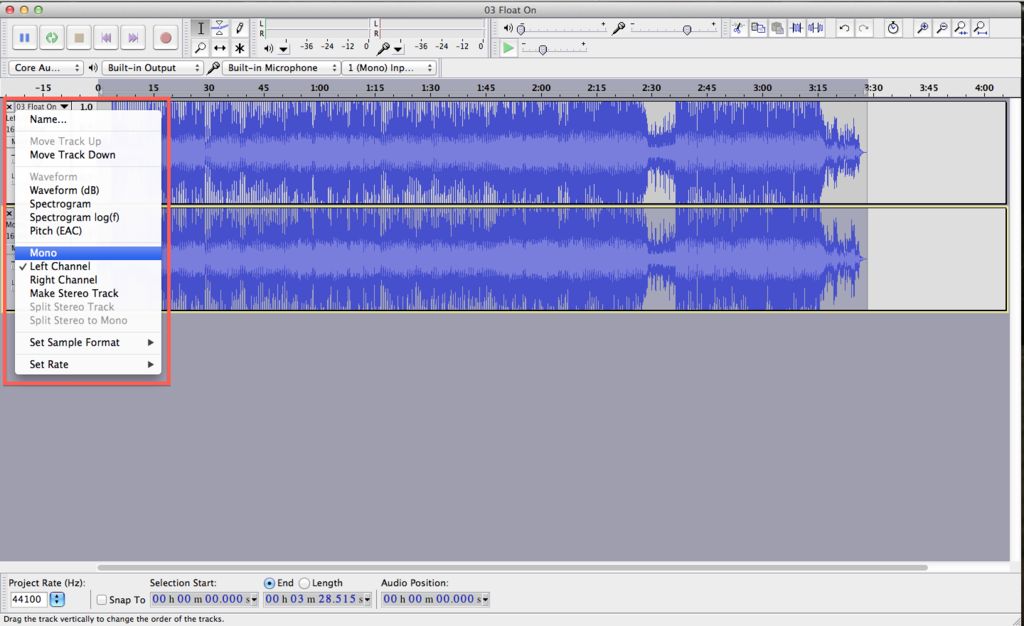 03 Float On
L
R
-36 -24 -12 0
L
R
-36 -24 -12 0
- +
- +
- +
Core Au... Built-in Output Built-in Microphone 1 (Mono) Inp...
-15 0 15 30 45 1:00 1:15 1:30 1:45 2:00 2:15 2:30 2:45 3:00 3:15 3:30 3:45 4:00
03 Float On 1.0
Name...
Move Track Up
Move Track Down
Waveform
Waveform (dB)
Spectrogram
Spectrogram log(f)
Pitch (EAC)
Mono
✓ Left Channel
Right Channel
Make Stereo Track
Split Stereo Track
Split Stereo to Mono
Set Sample Format
Set Rate
Project Rate (Hz): Selection Start: End Length Audio Position:
44100 Snap To 00 h 00 m 00.000 s 00 h 03 m 28.515 s 00 h 00 m 00.000 s
Drag the track vertically to change the order of the tracks.